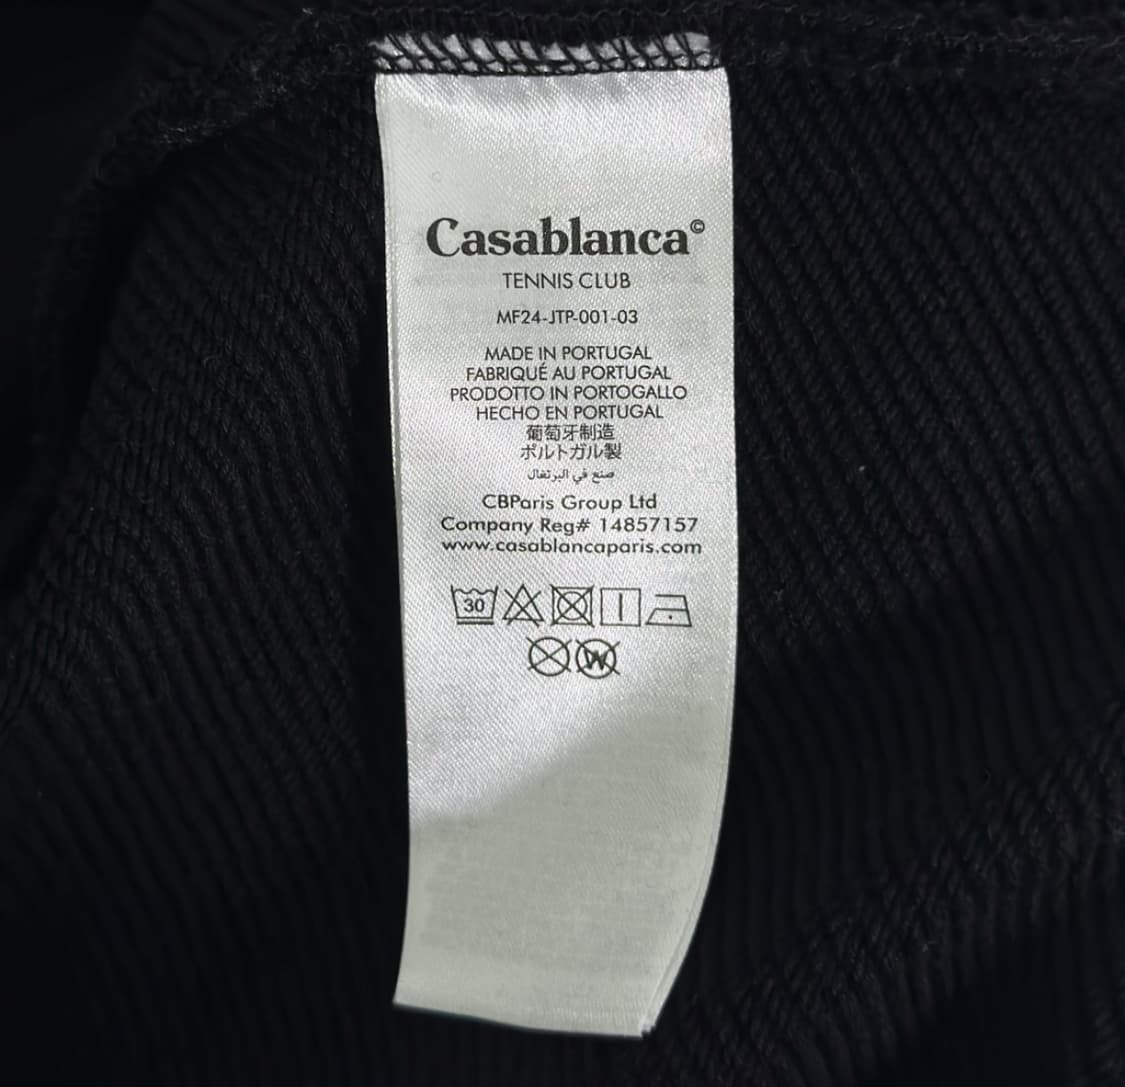 Casablanca©
TENNIS CLUB
MF24-JTP-001-03
MADE IN PORTUGAL
FABRIQUÉ AU PORTUGAL
PRODOTTO IN PORTOGALLO
HECHO EN PORTUGAL
葡萄牙制造
ポルトガル製
صنع في البرتغال
CBParis Group Ltd
Company Reg# 14857157
www.casablancaparis.com
30
W